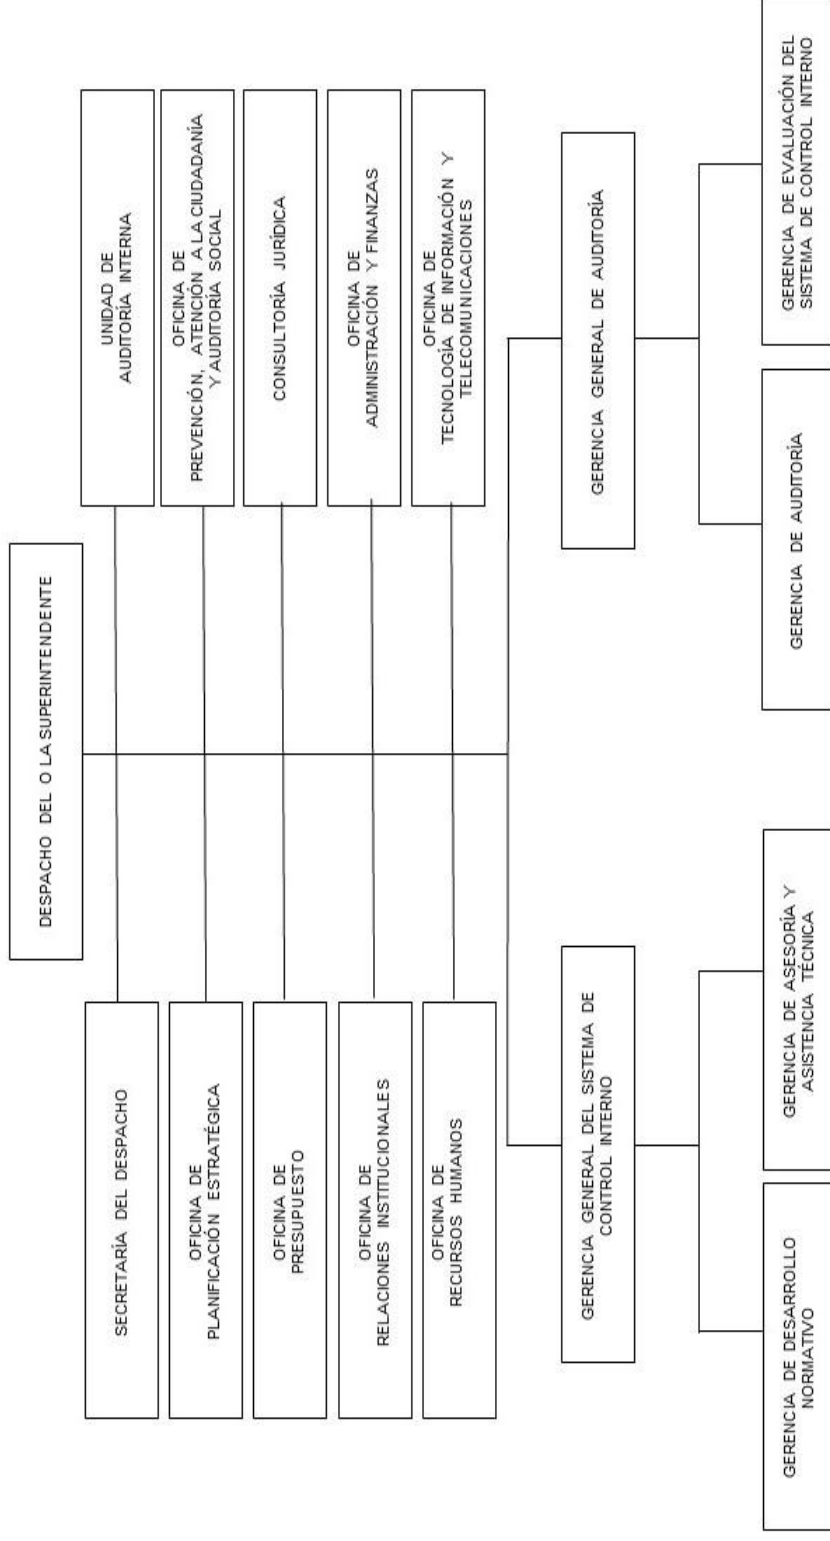 DESPACHO DEL O LA SUPERINTENDENTE
SECRETARÍA DEL DESPACHO
UNIDAD DE
AUDITORÍA INTERNA
OFICINA DE
PLANIFICACIÓN ESTRATÉGICA
OFICINA DE
PREVENCIÓN, ATENCIÓN A LA CIUDADANÍA
Y AUDITORÍA SOCIAL
OFICINA DE
PRESUPUESTO
CONSULTORÍA JURÍDICA
OFICINA DE
RELACIONES INSTITUCIONALES
OFICINA DE
ADMINISTRACIÓN Y FINANZAS
OFICINA DE
RECURSOS HUMANOS
OFICINA DE
TECNOLOGÍA DE INFORMACIÓN Y
TELECOMUNICACIONES
GERENCIA GENERAL DEL SISTEMA DE
CONTROL INTERNO
GERENCIA GENERAL DE AUDITORÍA
GERENCIA DE DESARROLLO
NORMATIVO
GERENCIA DE ASESORÍA Y
ASISTENCIA TÉCNICA
GERENCIA DE AUDITORÍA
GERENCIA DE EVALUACIÓN DEL
SISTEMA DE CONTROL INTERNO